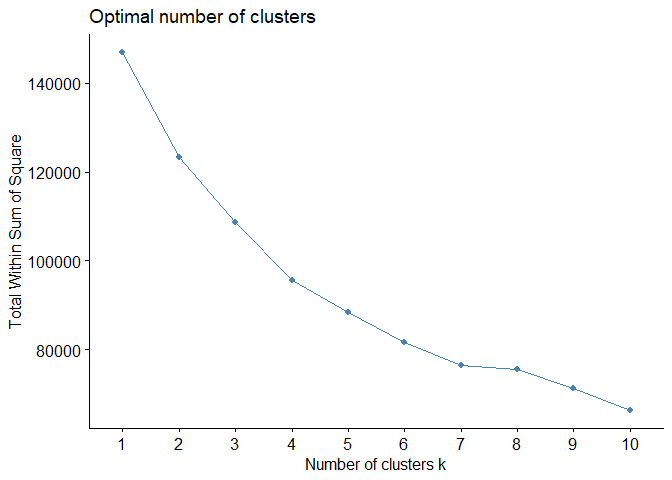 Optimal number of clusters
Total Within Sum of Square
140000
120000
100000
80000
1 2 3 4 5 6 7 8 9 10
Number of clusters k